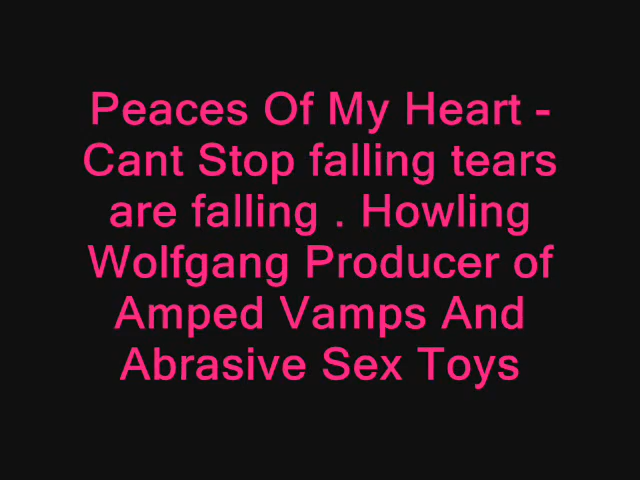 Peaces Of My Heart -
Cant Stop falling tears
are falling . Howling
Wolfgang Producer of
Amped Vamps And
Abrasive Sex Toys